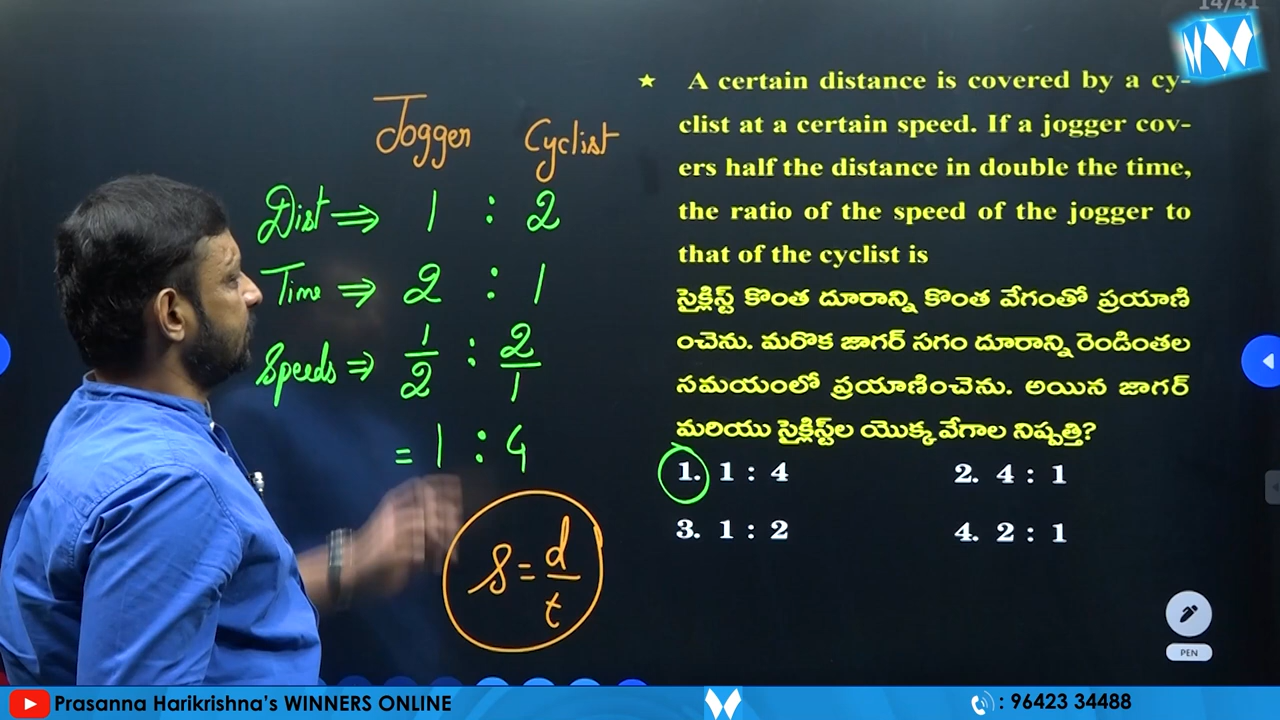 14/41
Jogger Cyclist
Dist ⇒ 1 : 2
Time ⇒ 2 : 1
Speeds ⇒ 1/2 : 2/1
= 1 : 4
s = d/t
★ A certain distance is covered by a cy-
clist at a certain speed. If a jogger cov-
ers half the distance in double the time,
the ratio of the speed of the jogger to
that of the cyclist is
సైక్లిస్ట్ కొంత దూరాన్ని కొంత వేగంతో ప్రయాణి
ంచెను. మరొక జాగర్ సగం దూరాన్ని రెండింతల
సమయంలో ప్రయాణించెను. అయిన జాగర్
మరియు సైక్లిస్ట్‌ల యొక్క వేగాల నిష్పత్తి?
1. 1 : 4 2. 4 : 1
3. 1 : 2 4. 2 : 1
PEN
Prasanna Harikrishna's WINNERS ONLINE : 96423 34488